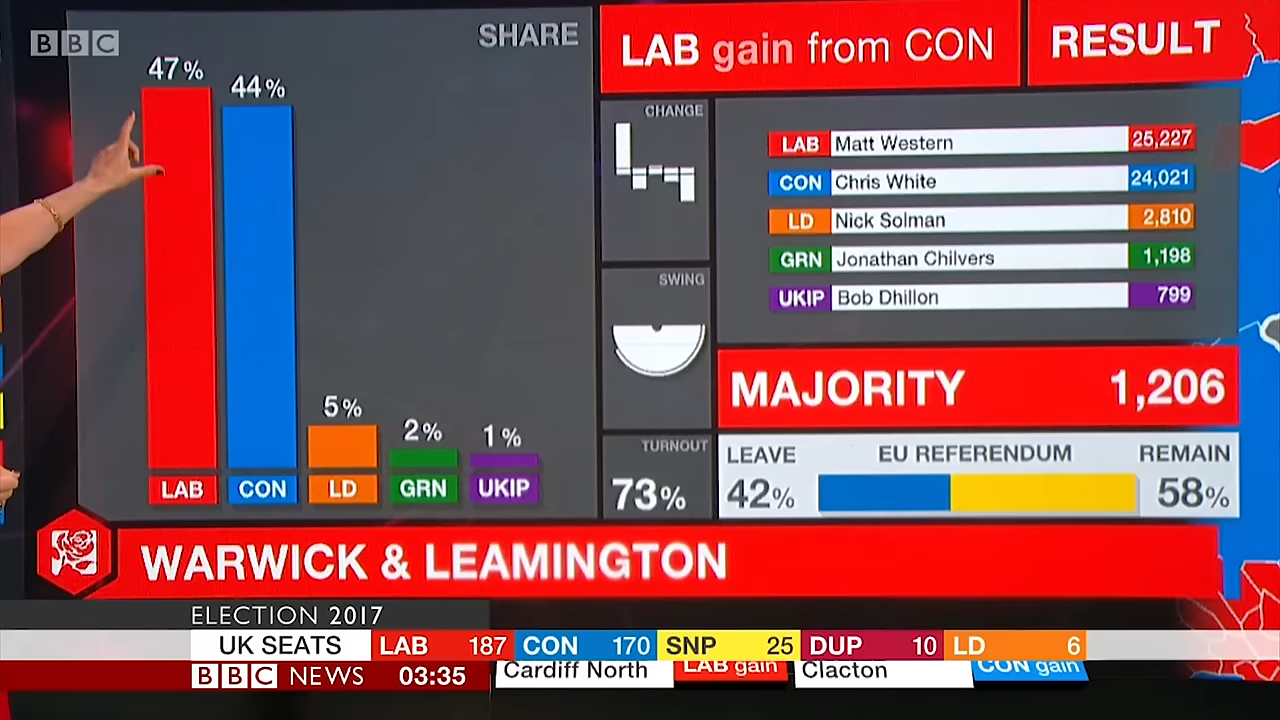 BBC
SHARE
47%
44%
5%
2%
1%
LAB
CON
LD
GRN
UKIP
LAB gain from CON
RESULT
CHANGE
SWING
TURNOUT
73%
LAB Matt Western 25,227
CON Chris White 24,021
LD Nick Solman 2,810
GRN Jonathan Chilvers 1,198
UKIP Bob Dhillon 799
MAJORITY 1,206
LEAVE EU REFERENDUM REMAIN
42% 58%
WARWICK & LEAMINGTON
ELECTION 2017
UK SEATS LAB 187 CON 170 SNP 25 DUP 10 LD 6
BBC NEWS 03:35 Cardiff North LAB gain Clacton CON gain